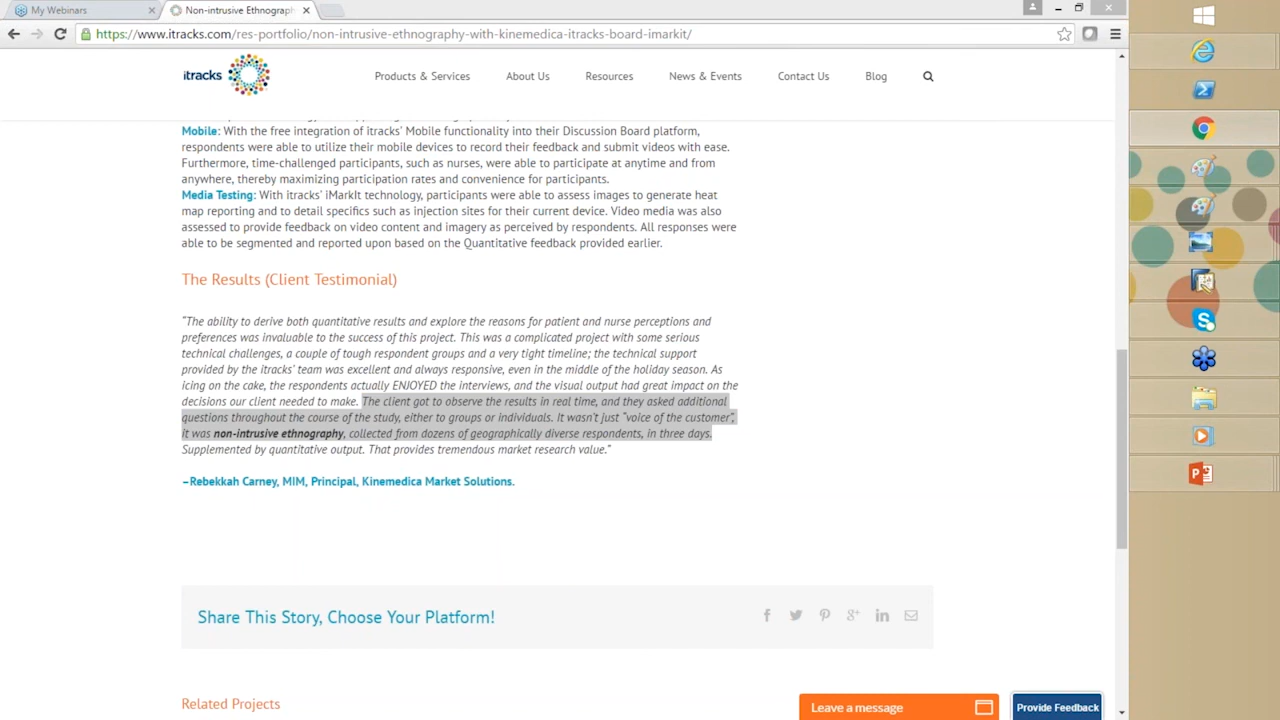 My Webinars
Non-intrusive Ethnograph
https://www.itracks.com/res-portfolio/non-intrusive-ethnography-with-kinemedica-itracks-board-imarkit/
itracks
Products & Services
About Us
Resources
News & Events
Contact Us
Blog
Mobile: With the free integration of itracks' Mobile functionality into their Discussion Board platform,
respondents were able to utilize their mobile devices to record their feedback and submit videos with ease.
Furthermore, time-challenged participants, such as nurses, were able to participate at anytime and from
anywhere, thereby maximizing participation rates and convenience for participants.
Media Testing: With itracks' iMarkIt technology, participants were able to assess images to generate heat
map reporting and to detail specifics such as injection sites for their current device. Video media was also
assessed to provide feedback on video content and imagery as perceived by respondents. All responses were
able to be segmented and reported upon based on the Quantitative feedback provided earlier.
The Results (Client Testimonial)
“The ability to derive both quantitative results and explore the reasons for patient and nurse perceptions and
preferences was invaluable to the success of this project. This was a complicated project with some serious
technical challenges, a couple of tough respondent groups and a very tight timeline; the technical support
provided by the itracks' team was excellent and always responsive, even in the middle of the holiday season. As
icing on the cake, the respondents actually ENJOYED the interviews, and the visual output had great impact on the
decisions our client needed to make. The client got to observe the results in real time, and they asked additional
questions throughout the course of the study, either to groups or individuals. It wasn't just “voice of the customer”,
it was non-intrusive ethnography, collected from dozens of geographically diverse respondents, in three days.
Supplemented by quantitative output. That provides tremendous market research value.”
–Rebekkah Carney, MIM, Principal, Kinemedica Market Solutions.
Share This Story, Choose Your Platform!
Related Projects
Leave a message
Provide Feedback